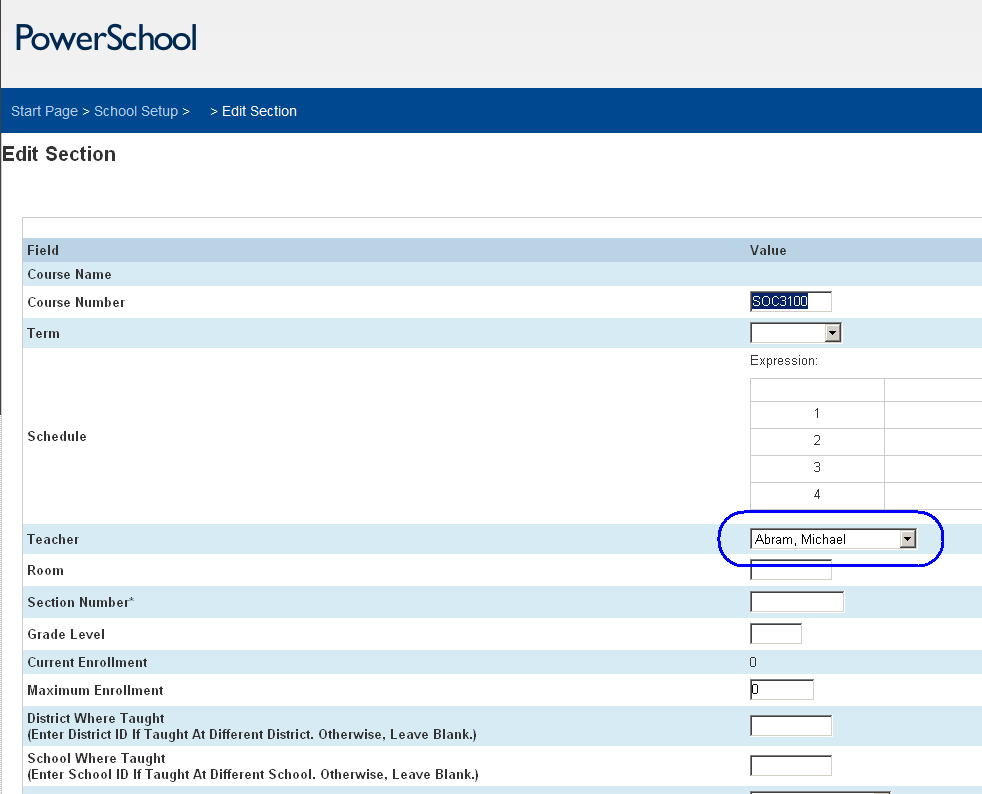 PowerSchool
Start Page > School Setup > > Edit Section
Edit Section
Field Value
Course Name
Course Number SOC3100
Term
Expression:
1
2
Schedule
3
4
Teacher Abram, Michael
Room
Section Number*
Grade Level
Current Enrollment 0
Maximum Enrollment 0
District Where Taught
(Enter District ID If Taught At Different District. Otherwise, Leave Blank.)
School Where Taught
(Enter School ID If Taught At Different School. Otherwise, Leave Blank.)